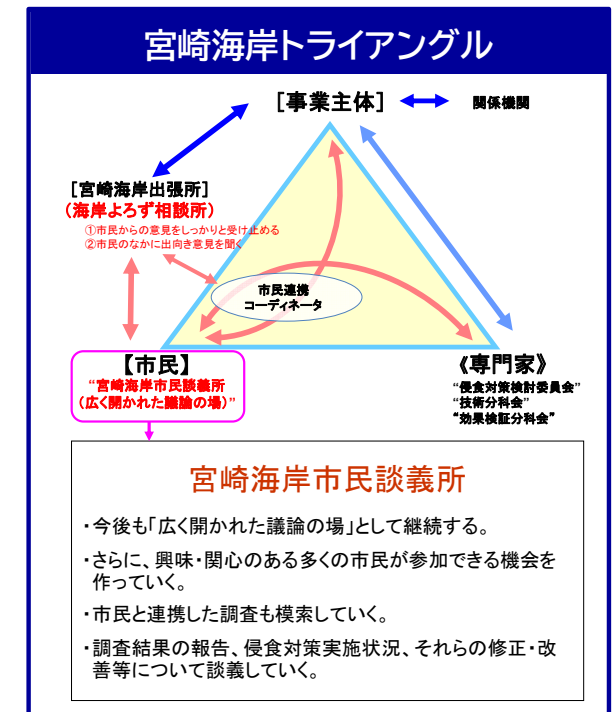 宮崎海岸トライアングル
[事業主体]
関係機関
[宮崎海岸出張所]
(海岸よろず相談所)
①市民からの意見をしっかりと受け止める
②市民のなかに出向き意見を聞く
市民連携
コーディネータ
【市民】
“宮崎海岸市民談義所
(広く開かれた議論の場)”
《専門家》
“侵食対策検討委員会”
“技術分科会”
“効果検証分科会”
宮崎海岸市民談義所
・今後も「広く開かれた議論の場」として継続する。
・さらに、興味・関心のある多くの市民が参加できる機会を
作っていく。
・市民と連携した調査も模索していく。
・調査結果の報告、侵食対策実施状況、それらの修正・改
善等について談義していく。